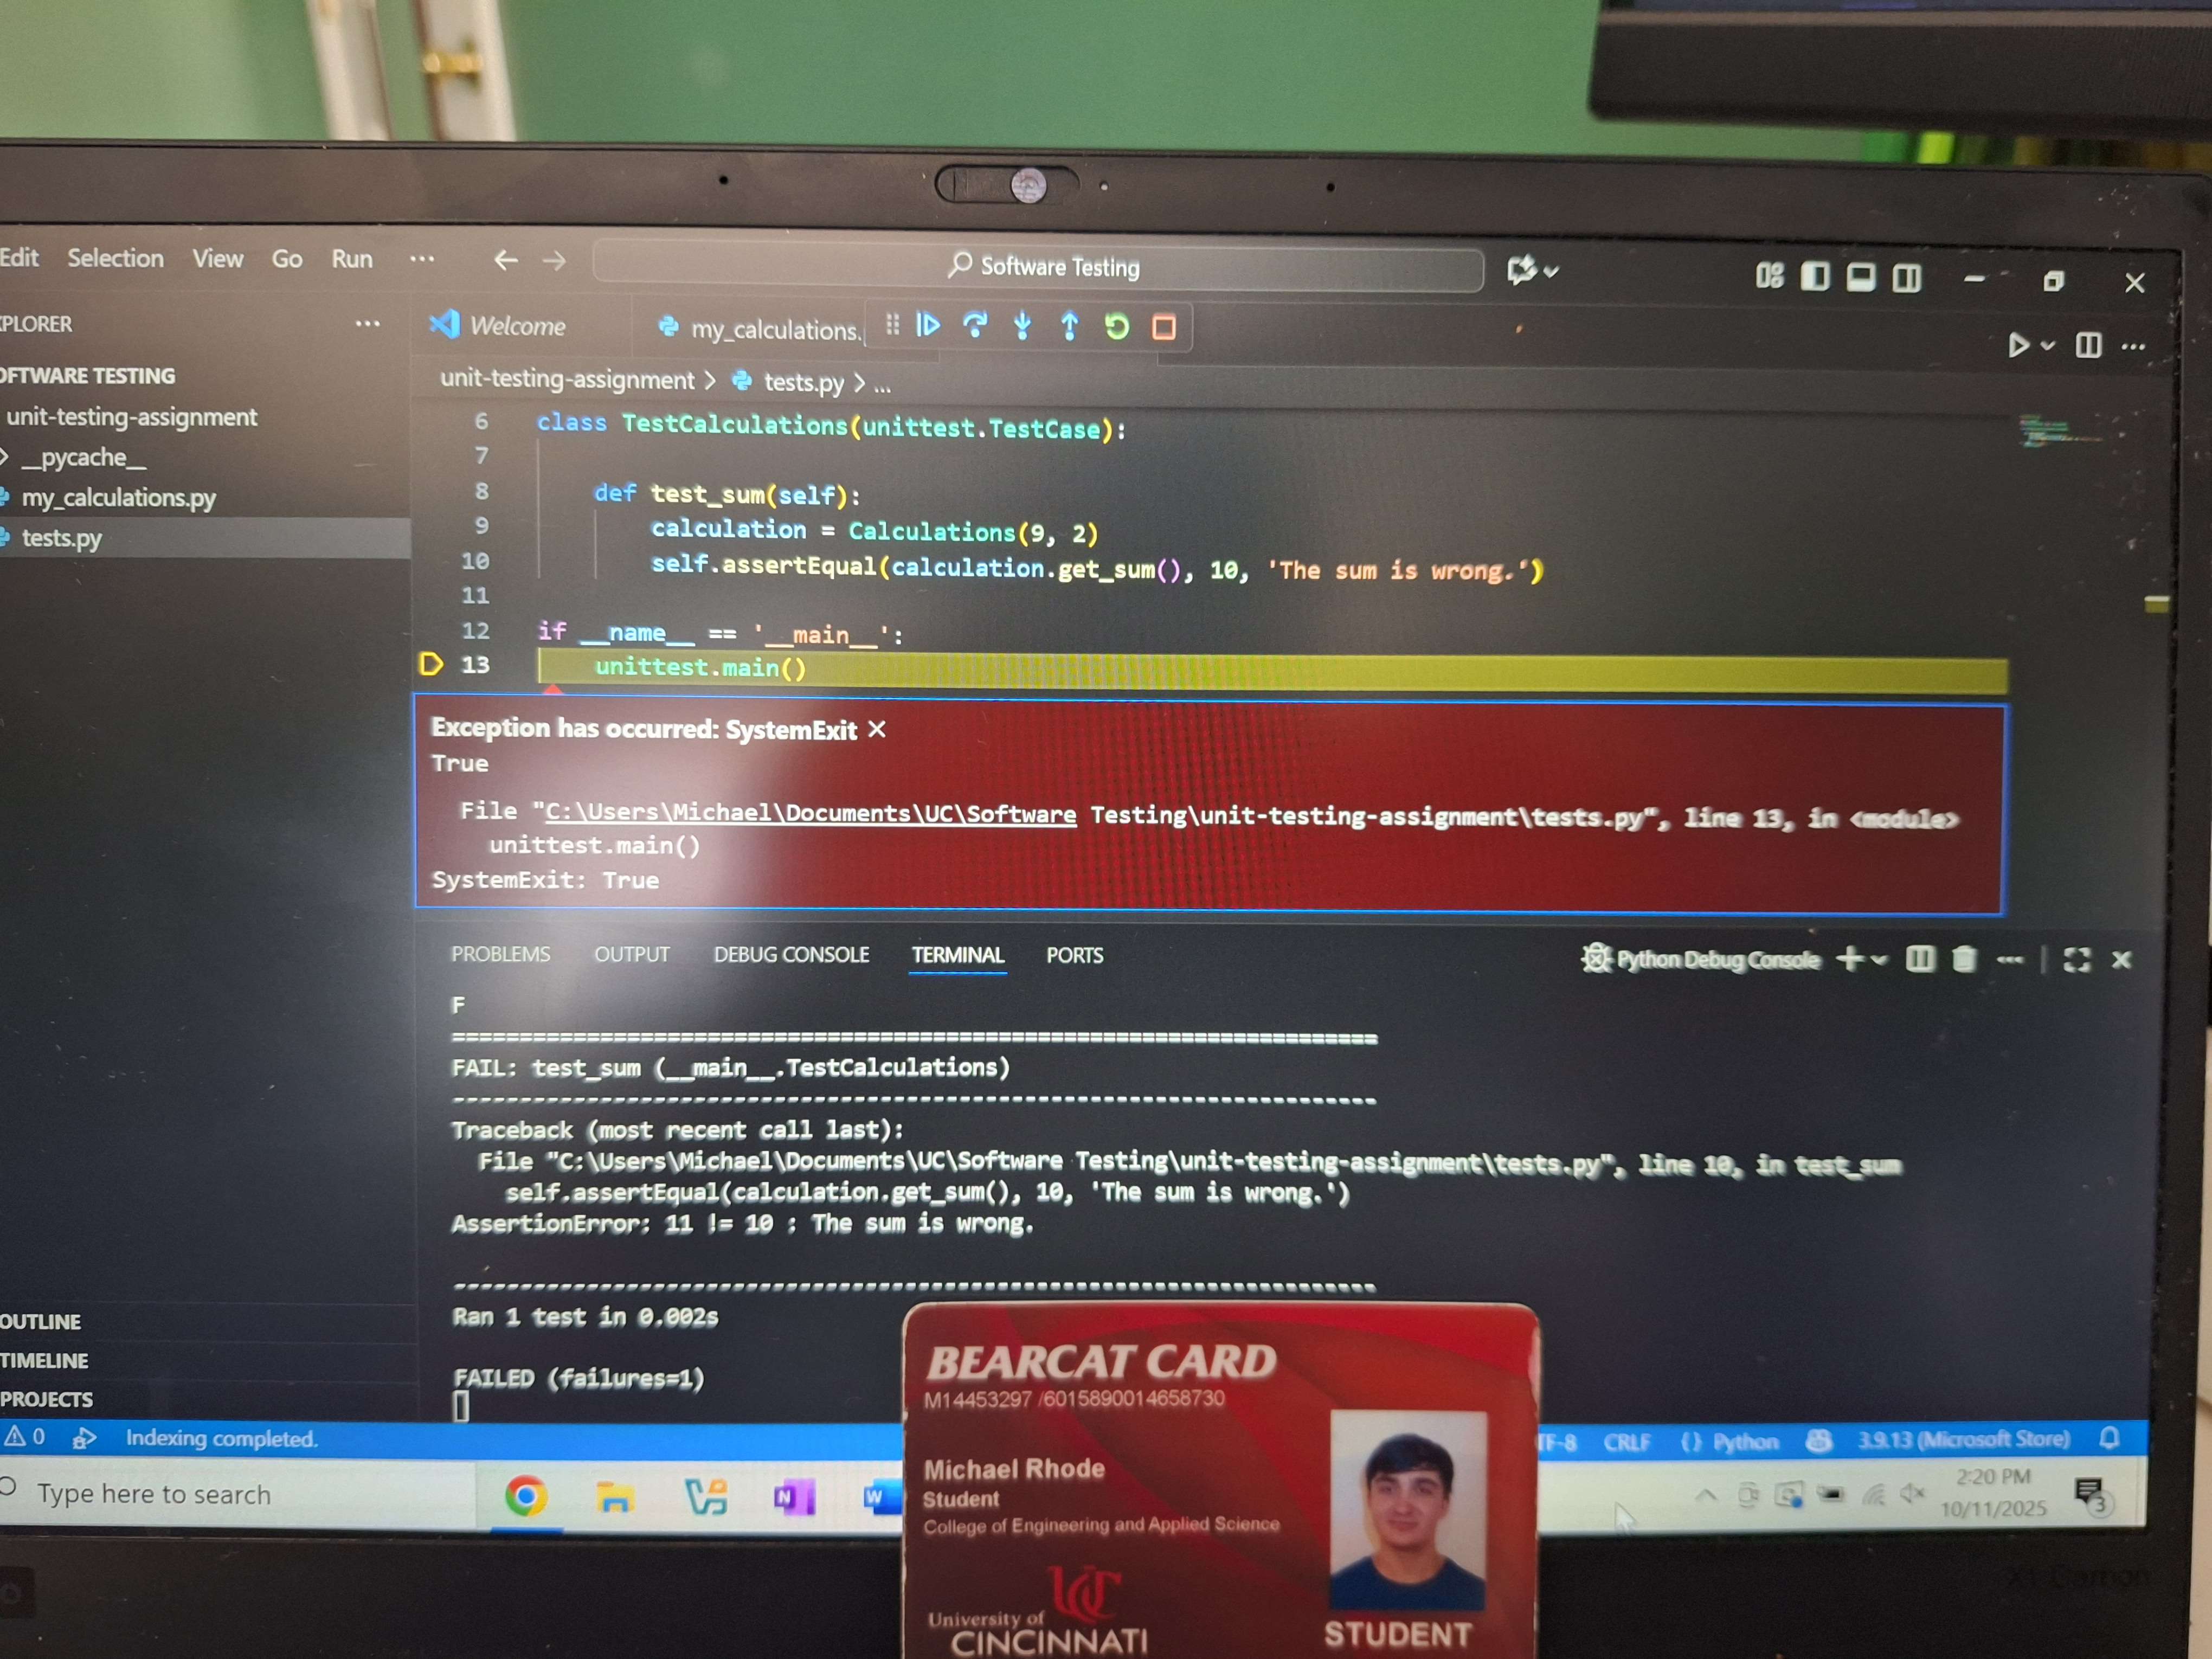 Edit Selection View Go Run ... Software Testing
XPLORER ...
Welcome my_calculations.
OFTWARE TESTING
unit-testing-assignment
__pycache__
my_calculations.py
tests.py
unit-testing-assignment > tests.py > ...
6 class TestCalculations(unittest.TestCase):
7
8 def test_sum(self):
9 calculation = Calculations(9, 2)
10 self.assertEqual(calculation.get_sum(), 10, 'The sum is wrong.')
11
12 if __name__ == '__main__':
13 unittest.main()
Exception has occurred: SystemExit ×
True
File "C:\Users\Michael\Documents\UC\Software Testing\unit-testing-assignment\tests.py", line 13, in <module>
unittest.main()
SystemExit: True
PROBLEMS OUTPUT DEBUG CONSOLE TERMINAL PORTS Python Debug Console
F
======================================================================
FAIL: test_sum (__main__.TestCalculations)
----------------------------------------------------------------------
Traceback (most recent call last):
File "C:\Users\Michael\Documents\UC\Software Testing\unit-testing-assignment\tests.py", line 10, in test_sum
self.assertEqual(calculation.get_sum(), 10, 'The sum is wrong.')
AssertionError: 11 != 10 : The sum is wrong.
----------------------------------------------------------------------
Ran 1 test in 0.002s
FAILED (failures=1)
OUTLINE
TIMELINE
PROJECTS
0 Indexing completed. TF-8 CRLF {} Python 3.9.13 (Microsoft Store)
Type here to search
2:20 PM
10/11/2025
3
BEARCAT CARD
M14453297 /6015890014658730
Michael Rhode
Student
College of Engineering and Applied Science
UC
University of
CINCINNATI
STUDENT